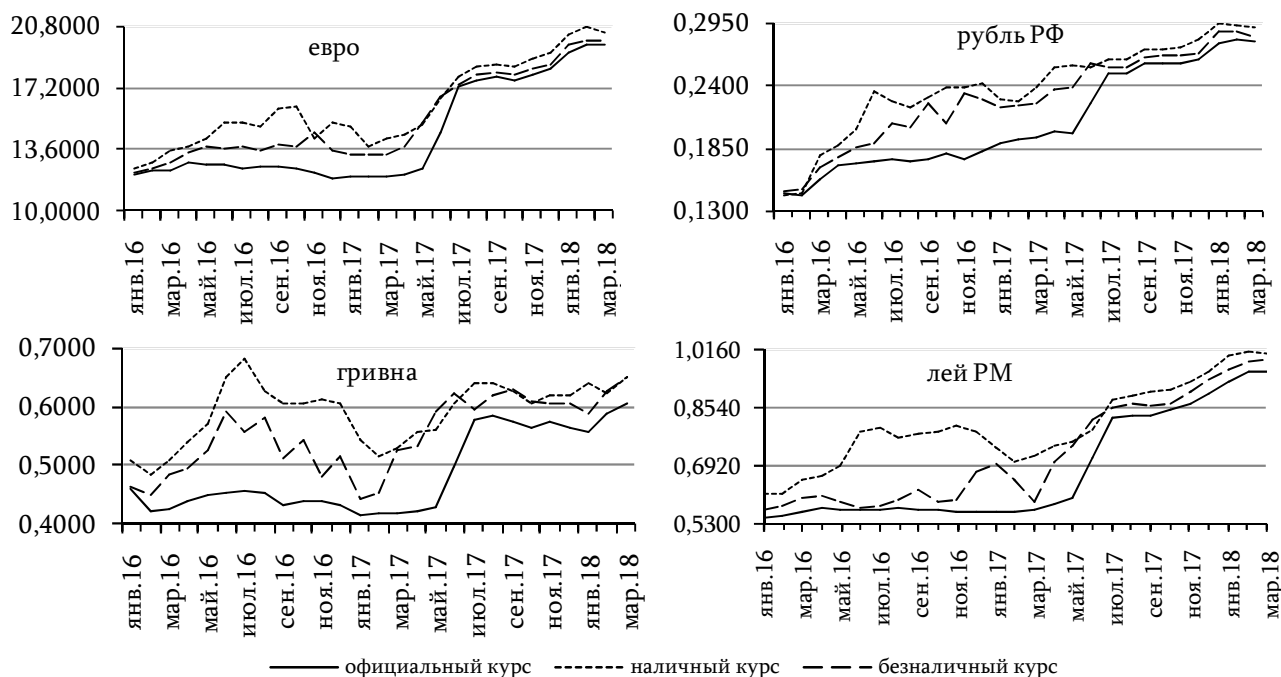 евро
20,8000
17,2000
13,6000
10,0000
янв.16
мар.16
май.16
июл.16
сен.16
ноя.16
янв.17
мар.17
май.17
июл.17
сен.17
ноя.17
янв.18
мар.18
рубль РФ
0,2950
0,2400
0,1850
0,1300
янв.16
мар.16
май.16
июл.16
сен.16
ноя.16
янв.17
мар.17
май.17
июл.17
сен.17
ноя.17
янв.18
мар.18
гривна
0,7000
0,6000
0,5000
0,4000
янв.16
мар.16
май.16
июл.16
сен.16
ноя.16
янв.17
мар.17
май.17
июл.17
сен.17
ноя.17
янв.18
мар.18
лей РМ
1,0160
0,8540
0,6920
0,5300
янв.16
мар.16
май.16
июл.16
сен.16
ноя.16
янв.17
мар.17
май.17
июл.17
сен.17
ноя.17
янв.18
мар.18
официальный курс наличный курс безналичный курс